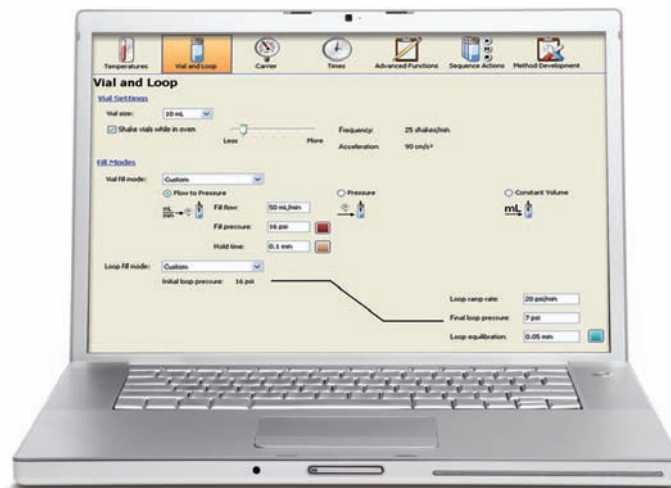 Temperatures
Vial and Loop
Carrier
Times
Advanced Functions
Sequence Actions
Method Development
Vial and Loop
Vial Settings
Vial size: 10 mL
Shake vials while in oven
Less
More
Frequency: 25 shakes/min
Acceleration: 90 cm/s²
Fill Modes
Vial fill mode: Custom
Flow to Pressure
Pressure
Constant Volume
mL
min
mL
Fill flow: 50 mL/min
Fill pressure: 16 psi
Hold time: 0.1 min
Loop fill mode: Custom
Initial loop pressure: 16 psi
Loop ramp rate: 20 psi/min
Final loop pressure: 7 psi
Loop equilibration: 0.05 min